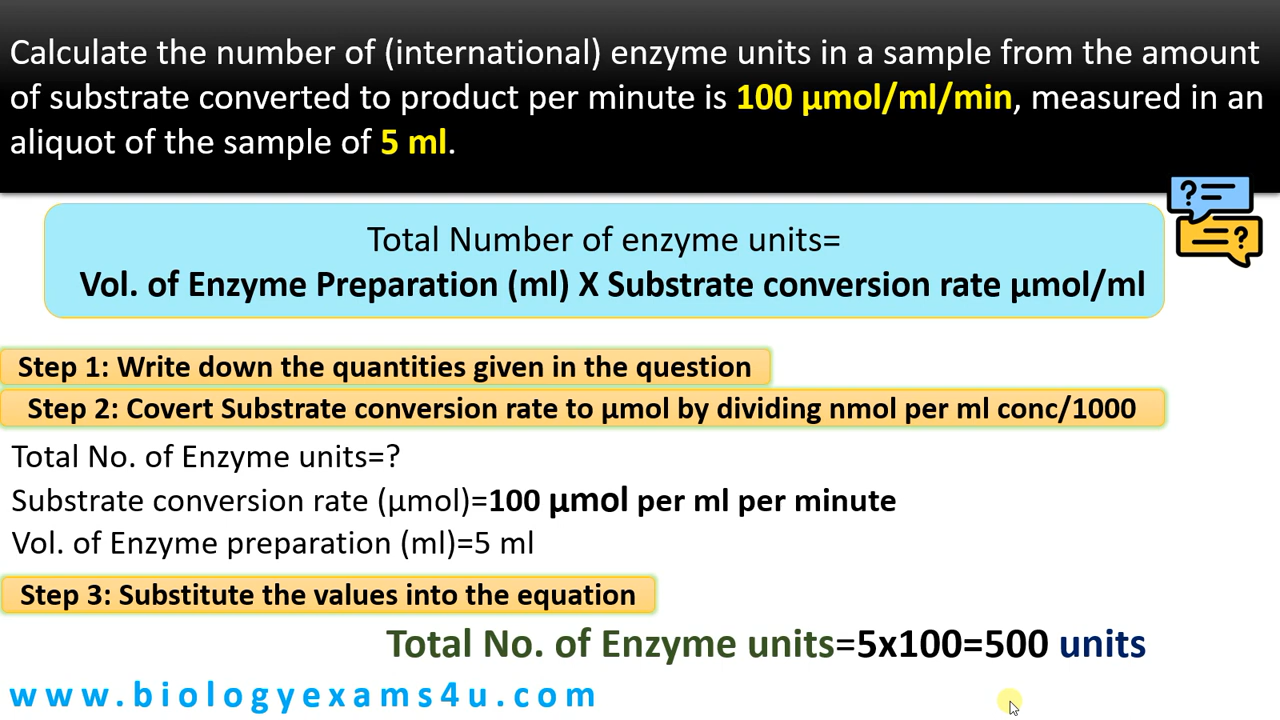 Calculate the number of (international) enzyme units in a sample from the amount
of substrate converted to product per minute is 100 µmol/ml/min, measured in an
aliquot of the sample of 5 ml.
?
?
Total Number of enzyme units=
Vol. of Enzyme Preparation (ml) X Substrate conversion rate µmol/ml
Step 1: Write down the quantities given in the question
Step 2: Covert Substrate conversion rate to µmol by dividing nmol per ml conc/1000
Total No. of Enzyme units=?
Substrate conversion rate (µmol)=100 µmol per ml per minute
Vol. of Enzyme preparation (ml)=5 ml
Step 3: Substitute the values into the equation
Total No. of Enzyme units=5x100=500 units
www.biologyexams4u.com